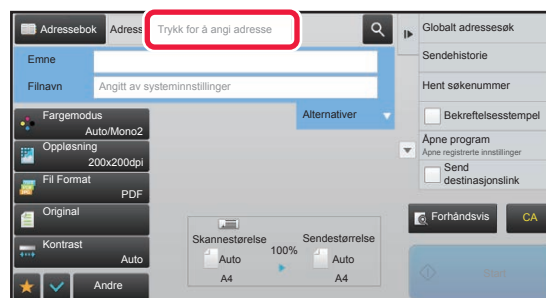 Adressebok
Adress
Trykk for å angi adresse
Emne
Filnavn
Angitt av systeminnstillinger
Alternativer
Fargemodus
Auto/Mono2
Oppløsning
200x200dpi
Fil Format
PDF
Original
Kontrast
Auto
Andre
Skannestørelse
Auto
A4
100%
Sendestørrelse
Auto
A4
Globalt adressesøk
Sendehistorie
Hent søkenummer
Bekreftelsesstempel
Åpne program
Åpne registrerte innstillinger
Send
destinasjonslink
Forhåndsvis
CA
Start